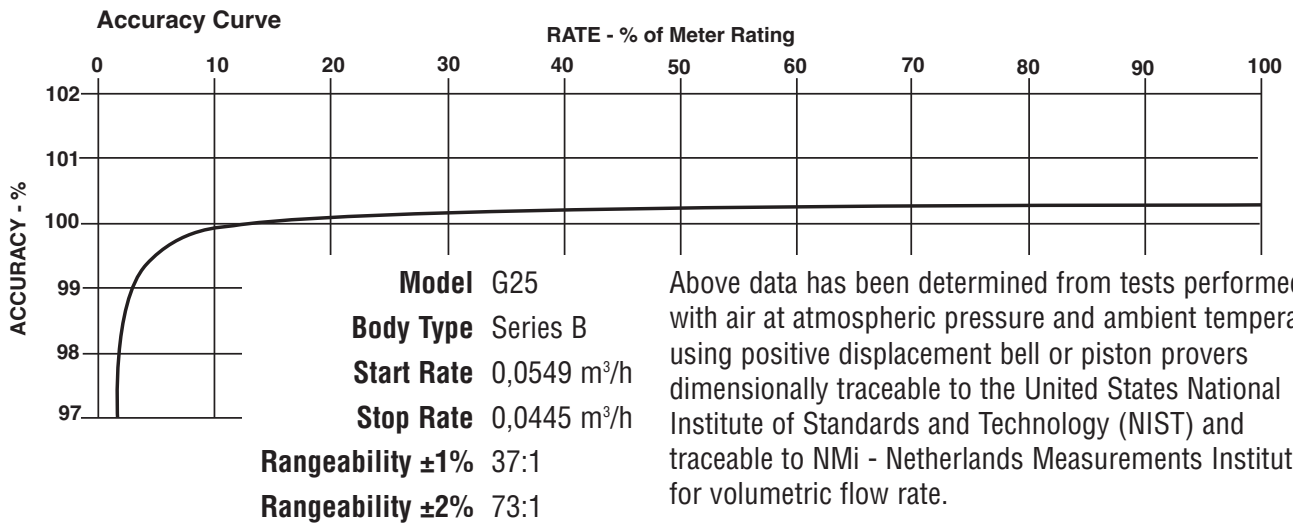 Accuracy Curve
RATE - % of Meter Rating
0 10 20 30 40 50 60 70 80 90 100
102
101
100
99
98
97
ACCURACY - %
Model G25
Body Type Series B
Start Rate 0,0549 m³/h
Stop Rate 0,0445 m³/h
Rangeability ±1% 37:1
Rangeability ±2% 73:1
Above data has been determined from tests performed
with air at atmospheric pressure and ambient tempera
using positive displacement bell or piston provers
dimensionally traceable to the United States National
Institute of Standards and Technology (NIST) and
traceable to NMi - Netherlands Measurements Institut
for volumetric flow rate.